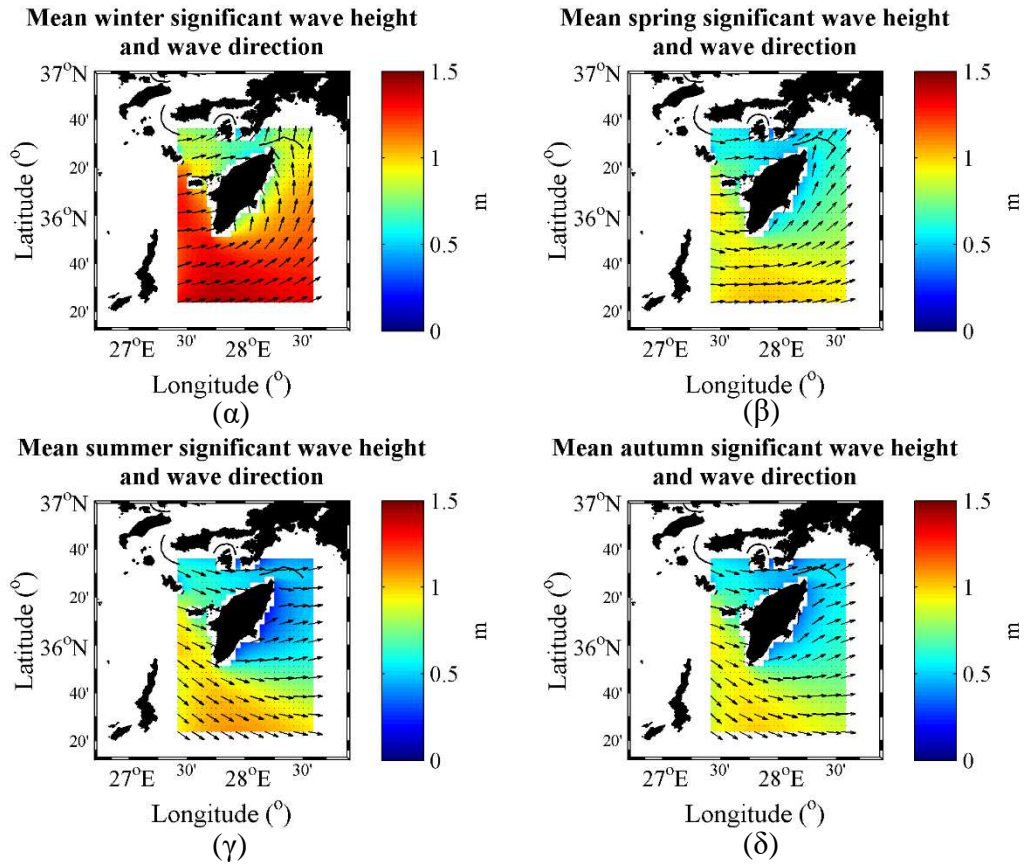 Mean winter significant wave height
and wave direction
37°N
40'
20'
36°N
40'
20'
27°E
30'
28°E
30'
Latitude (°)
Longitude (°)
1.5
1
0.5
0
m
(α)
Mean spring significant wave height
and wave direction
37°N
40'
20'
36°N
40'
20'
27°E
30'
28°E
30'
Latitude (°)
Longitude (°)
1.5
1
0.5
0
m
(β)
Mean summer significant wave height
and wave direction
37°N
40'
20'
36°N
40'
20'
27°E
30'
28°E
30'
Latitude (°)
Longitude (°)
1.5
1
0.5
0
m
(γ)
Mean autumn significant wave height
and wave direction
37°N
40'
20'
36°N
40'
20'
27°E
30'
28°E
30'
Latitude (°)
Longitude (°)
1.5
1
0.5
0
m
(δ)